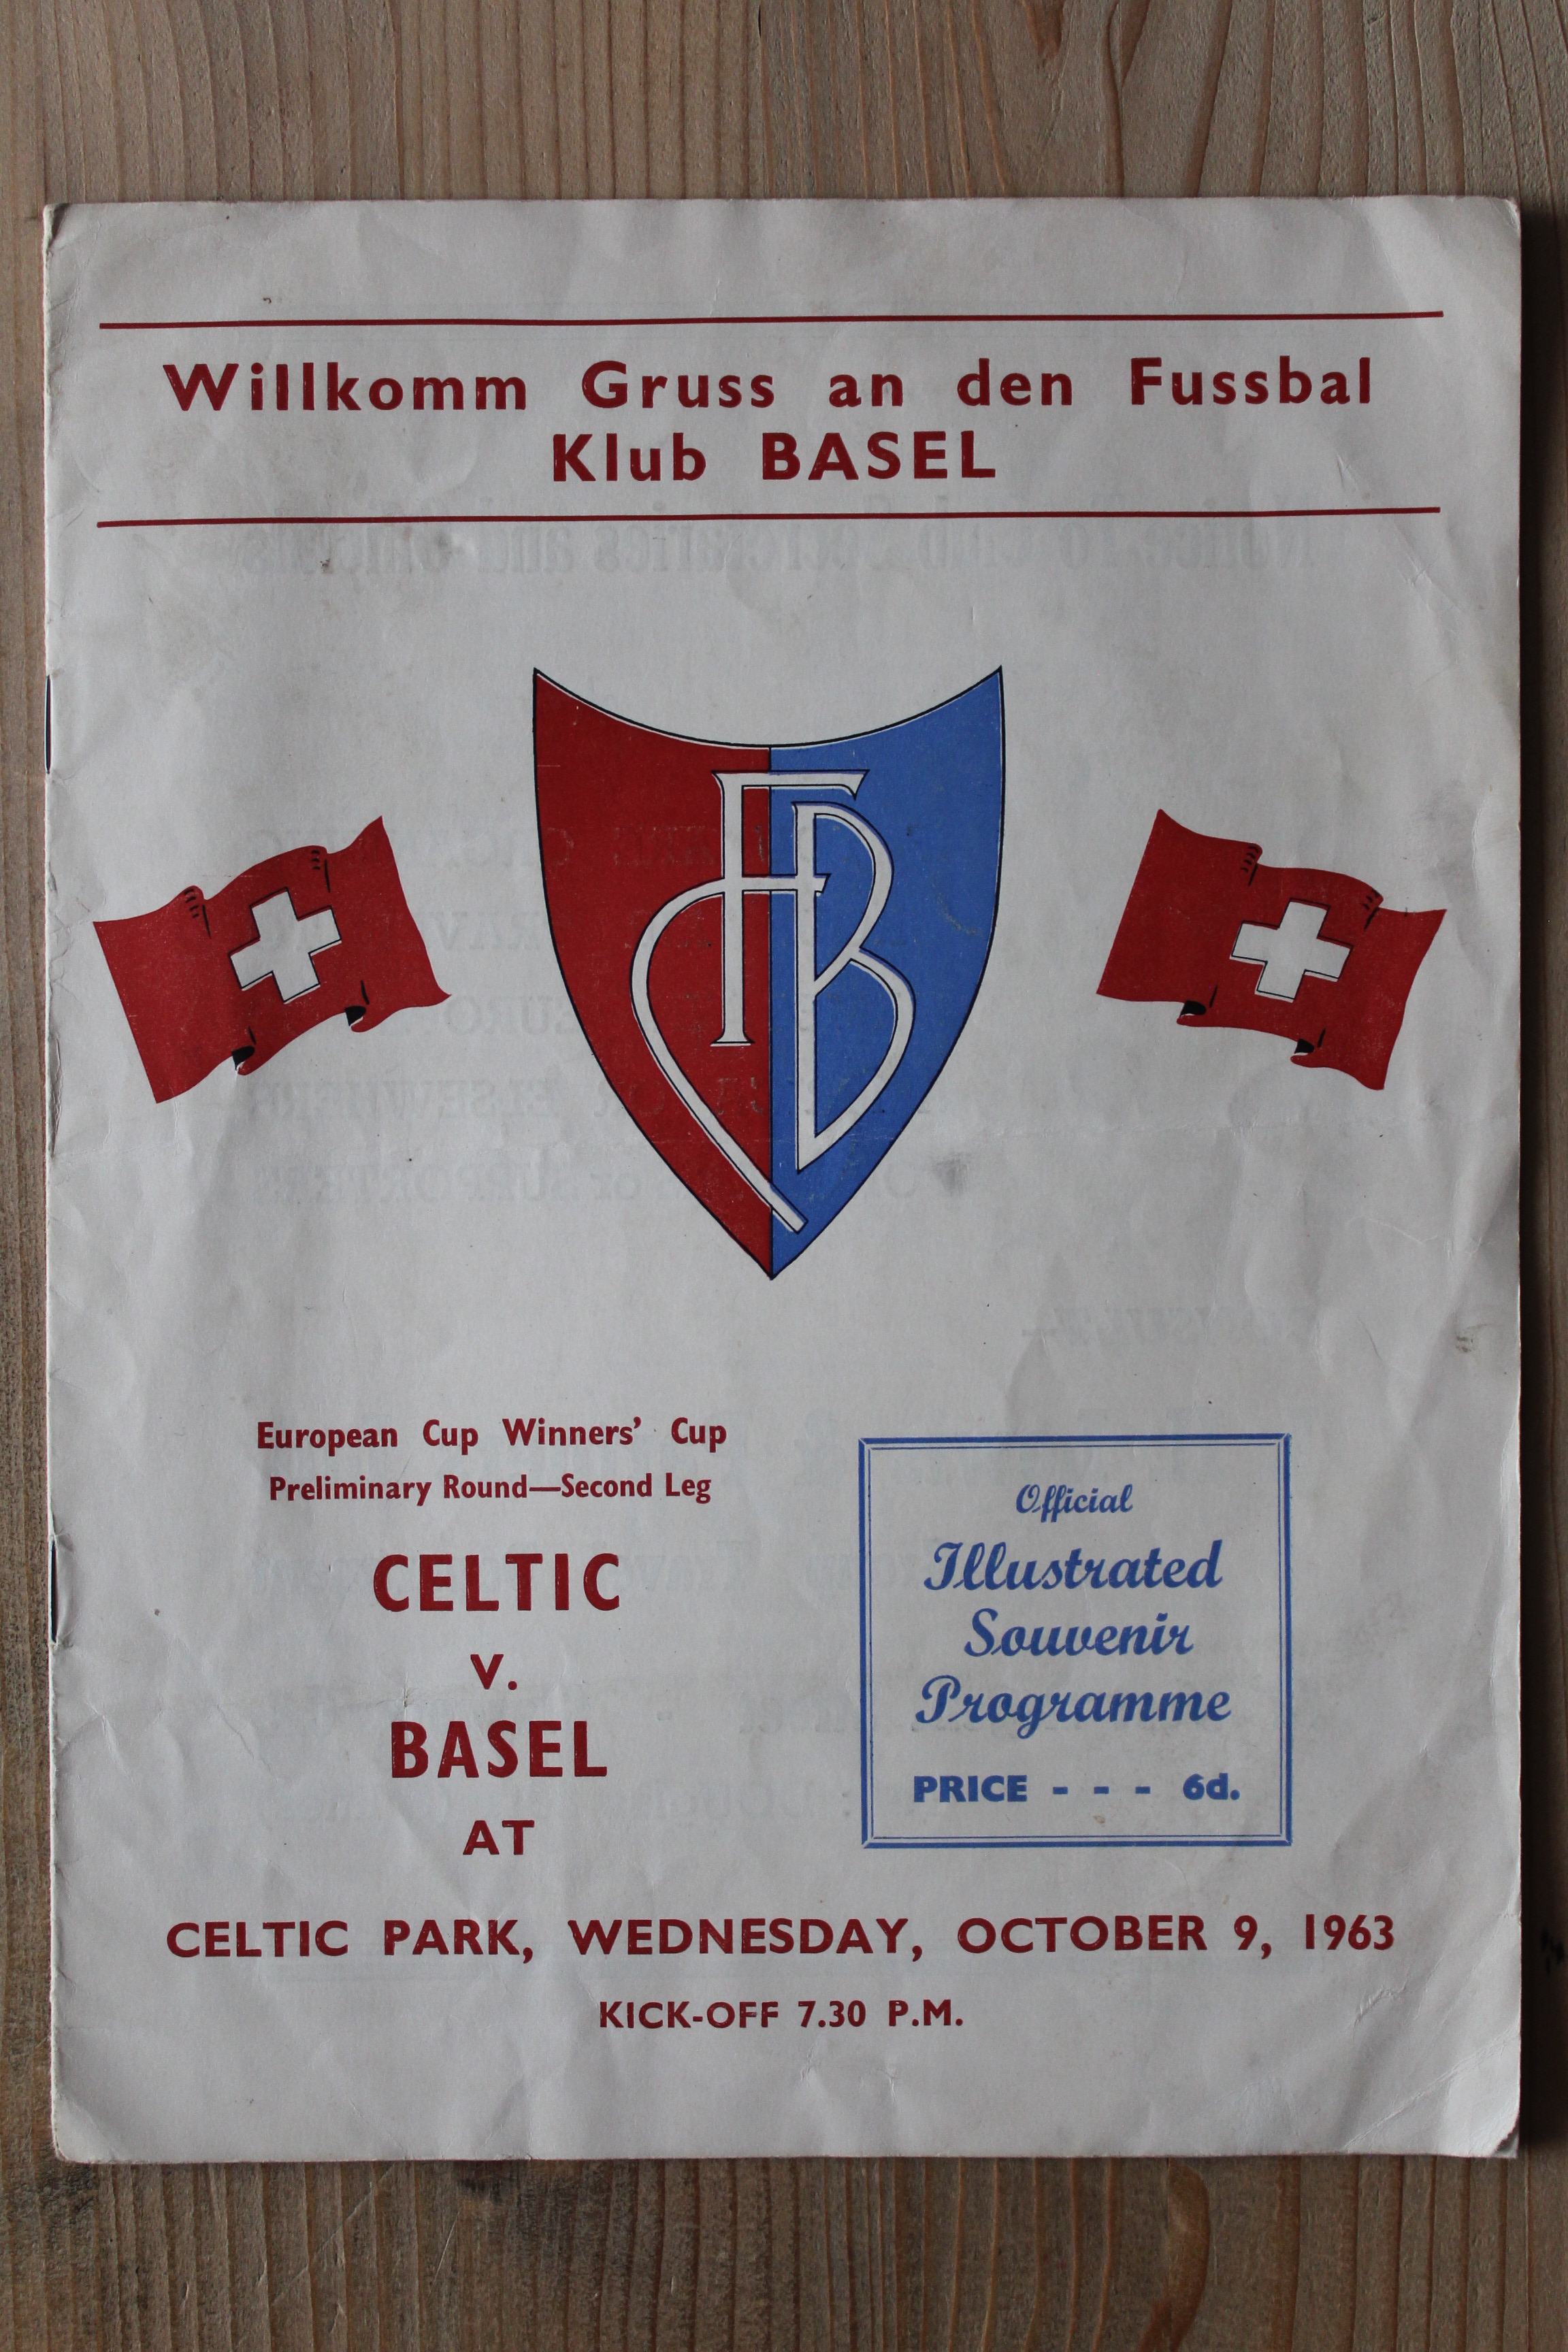 Willkomm Gruss an den Fussbal
Klub BASEL
FCB
European Cup Winners' Cup
Preliminary Round—Second Leg
CELTIC
v.
BASEL
AT
Official
Illustrated
Souvenir
Programme
PRICE - - - 6d.
CELTIC PARK, WEDNESDAY, OCTOBER 9, 1963
KICK-OFF 7.30 P.M.